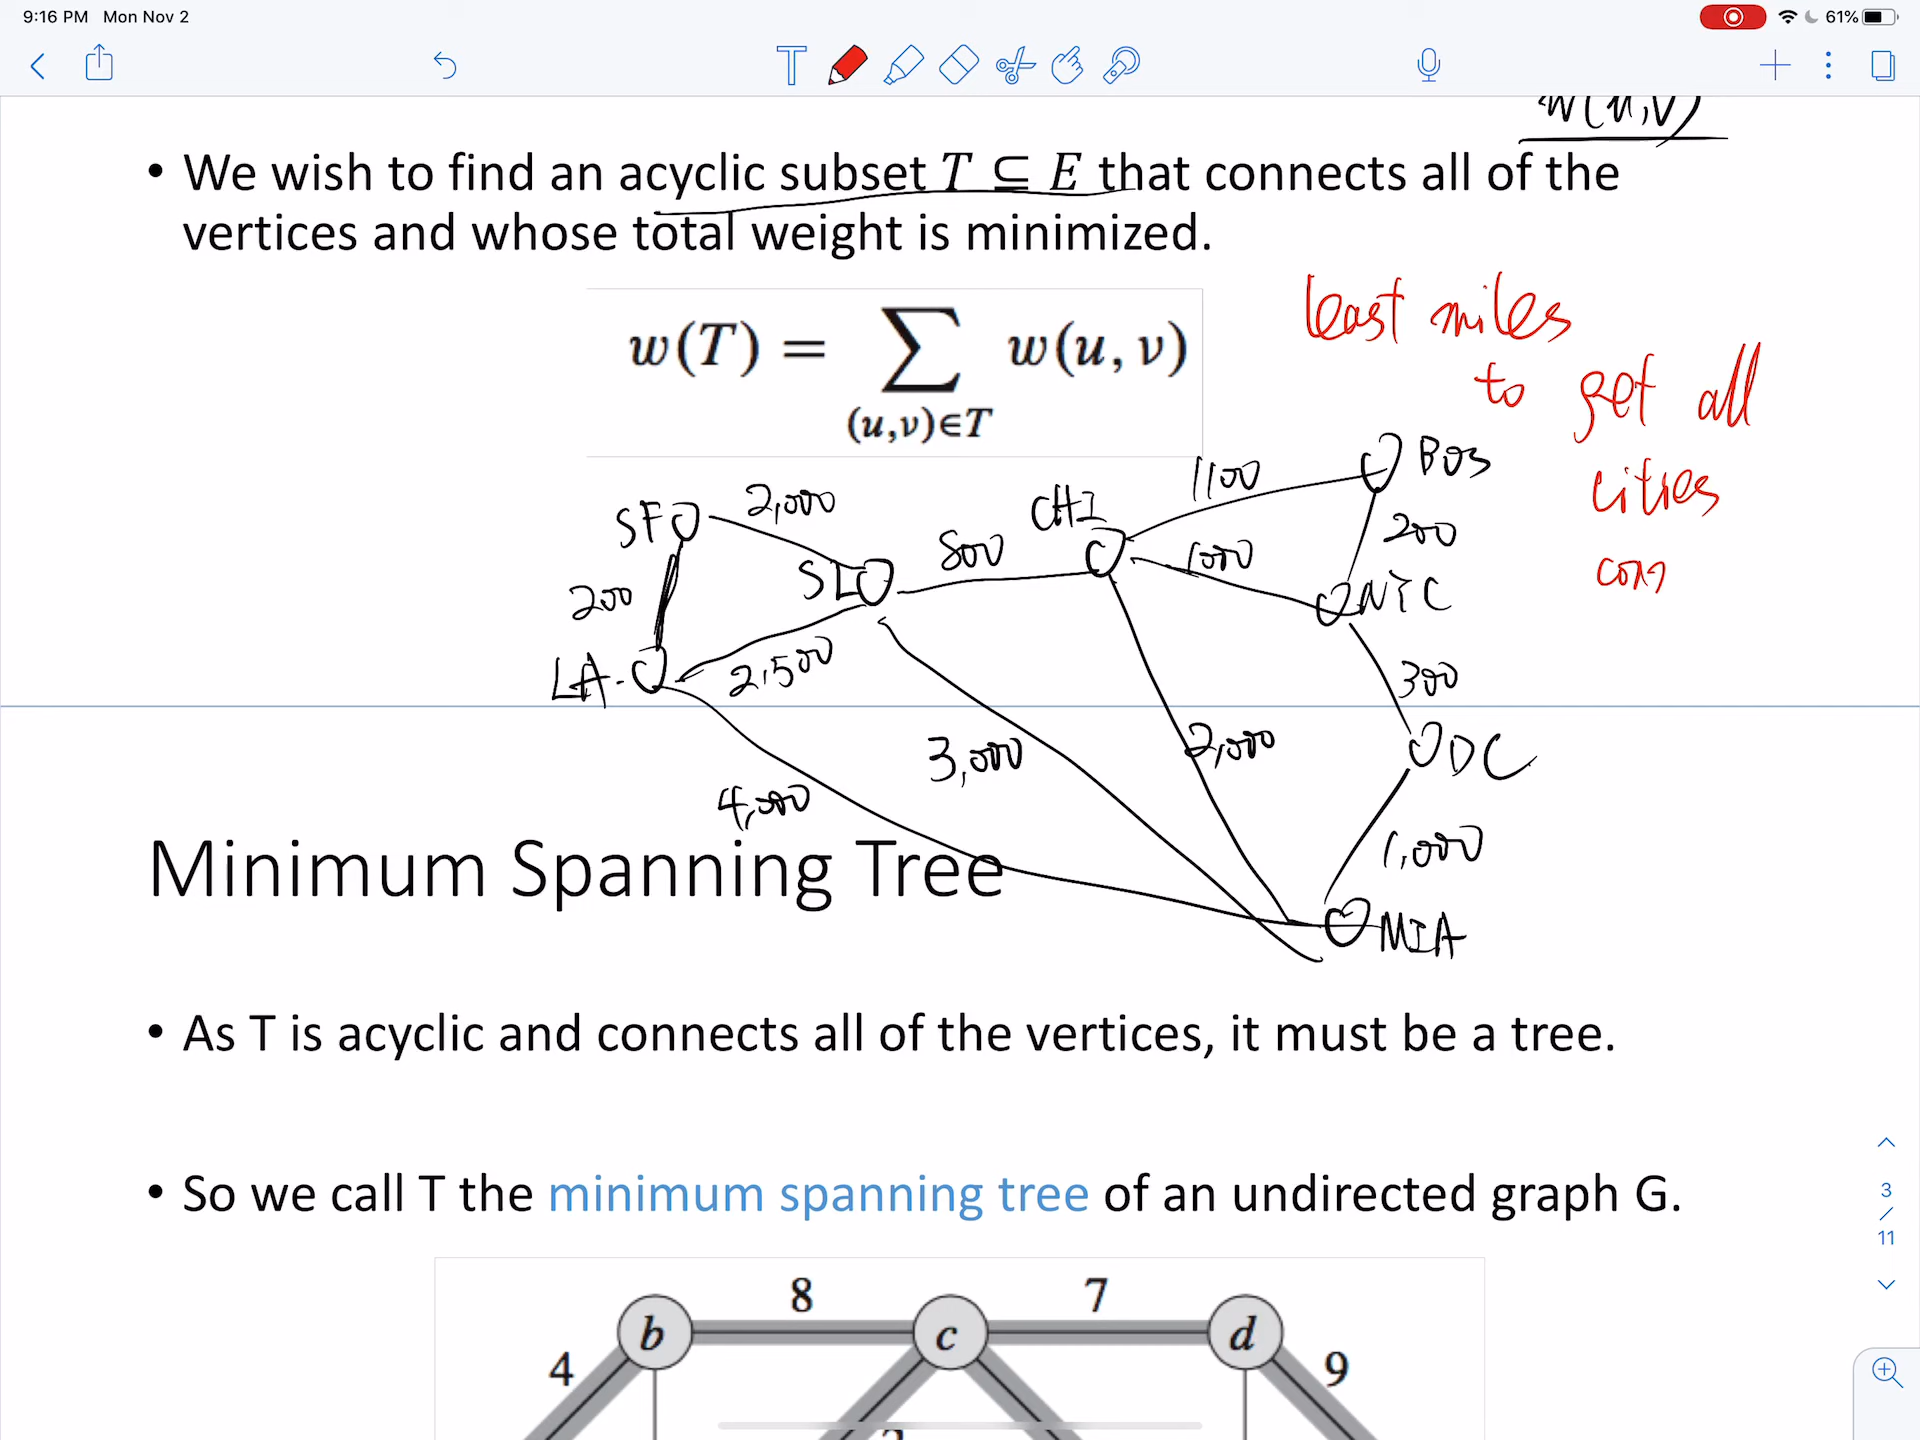 9:16 PM Mon Nov 2
61%
w(u,v)
• We wish to find an acyclic subset T ⊆ E that connects all of the
vertices and whose total weight is minimized.
w(T) = ∑ w(u, v)
(u,v)∈T
least miles
to get all
cities
con
BOS
1100
CHI
SF
2,000
200
800
1000
SL
NYC
200
LA
2,500
300
DC
2,000
3,000
4,000
1,000
MIA
Minimum Spanning Tree
• As T is acyclic and connects all of the vertices, it must be a tree.
• So we call T the minimum spanning tree of an undirected graph G.
3
/
11
8
7
b
c
d
4
9